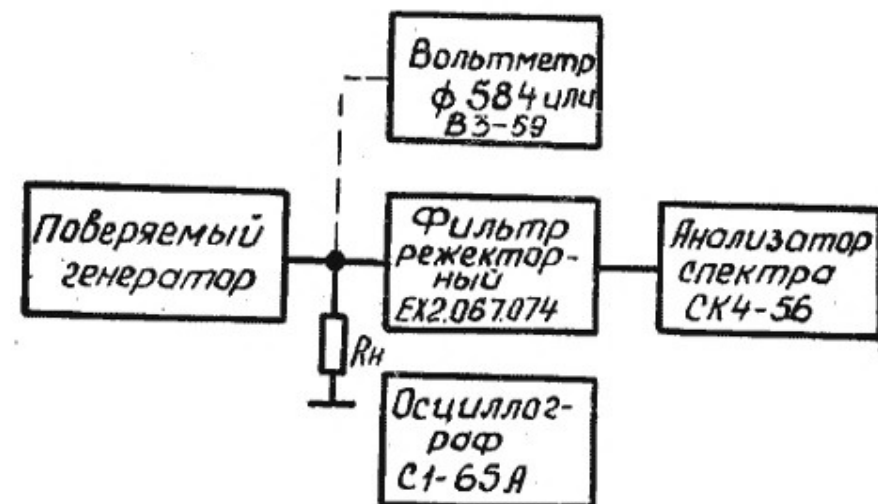 Вольтметр
ф 584 или
В3-59
Поверяемый
генератор
Фильтр
режектор-
ный
ЕХ2.067.074
Анализатор
спектра
СК4-56
Rн
Осциллог-
раф
С1-65А